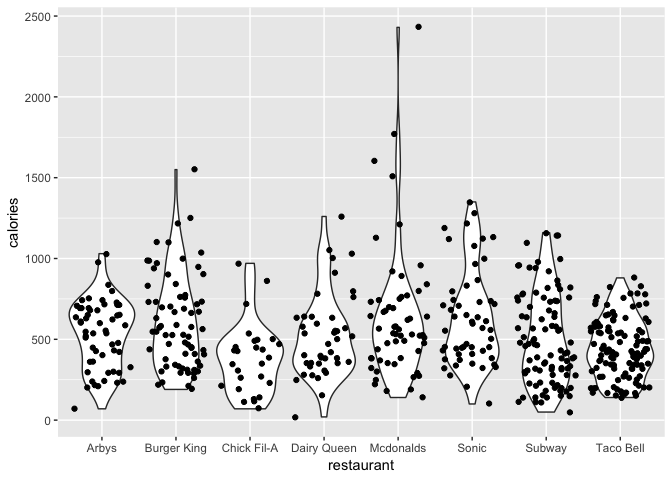 2500
2000
1500
1000
500
0
calories
Arbys Burger King Chick Fil-A Dairy Queen Mcdonalds Sonic Subway Taco Bell
restaurant